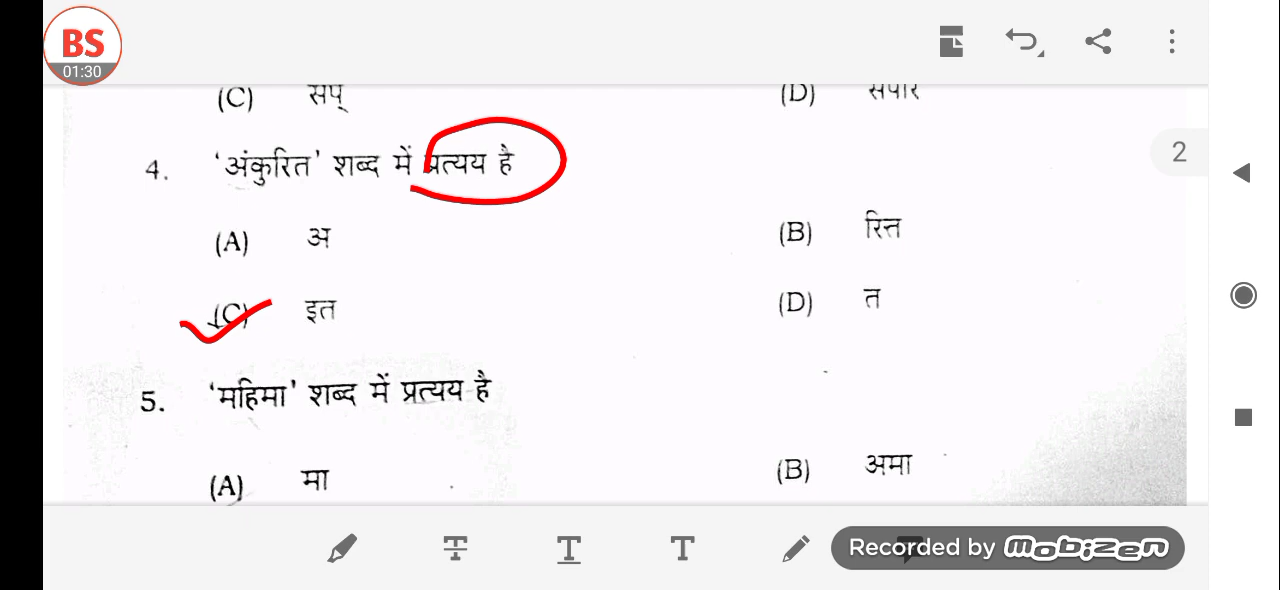 BS
01:30
(C) सप्
(D) सपरि
2
4. 'अंकुरित' शब्द में प्रत्यय है
(A) अ
(B) रित्त
(C) इत
(D) त
5. 'महिमा' शब्द में प्रत्यय है
(A) मा
(B) अमा
T T T
Recorded by mobizen